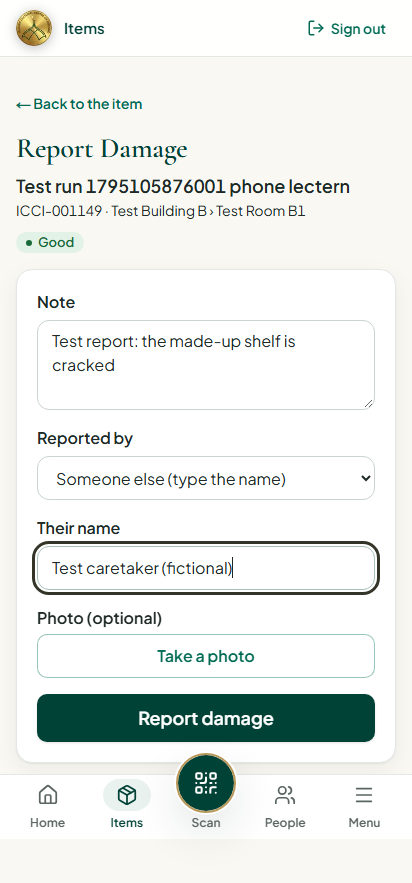 Items
Sign out
← Back to the item
Report Damage
Test run 1795105876001 phone lectern
ICCI-001149 · Test Building B › Test Room B1
Good
Note
Test report: the made-up shelf is
cracked
Reported by
Someone else (type the name)
Their name
Test caretaker (fictional)
Photo (optional)
Take a photo
Report damage
Home
Items
Scan
People
Menu